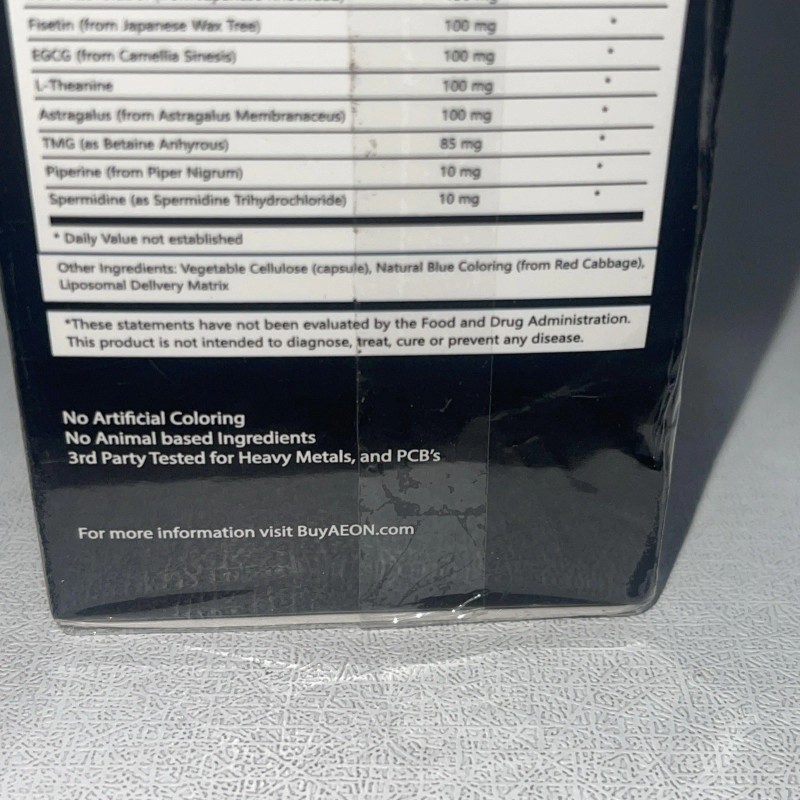 Fisetin (from Japanese Wax Tree) 100 mg *
EGCG (from Camellia Sinesis) 100 mg *
L-Theanine 100 mg *
Astragalus (from Astragalus Membranaceus) 100 mg *
TMG (as Betaine Anhyrous) 85 mg *
Piperine (from Piper Nigrum) 10 mg *
Spermidine (as Spermidine Trihydrochloride) 10 mg *
* Daily Value not established
Other Ingredients: Vegetable Cellulose (capsule), Natural Blue Coloring (from Red Cabbage),
Liposomal Delivery Matrix
*These statements have not been evaluated by the Food and Drug Administration.
This product is not intended to diagnose, treat, cure or prevent any disease.
No Artificial Coloring
No Animal based Ingredients
3rd Party Tested for Heavy Metals, and PCB's
For more information visit BuyAEON.com